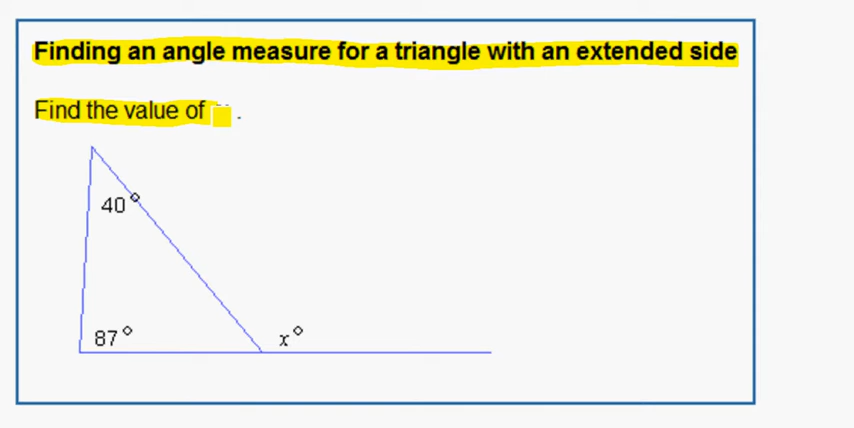 Finding an angle measure for a triangle with an extended side
Find the value of .
40°
87°
x°